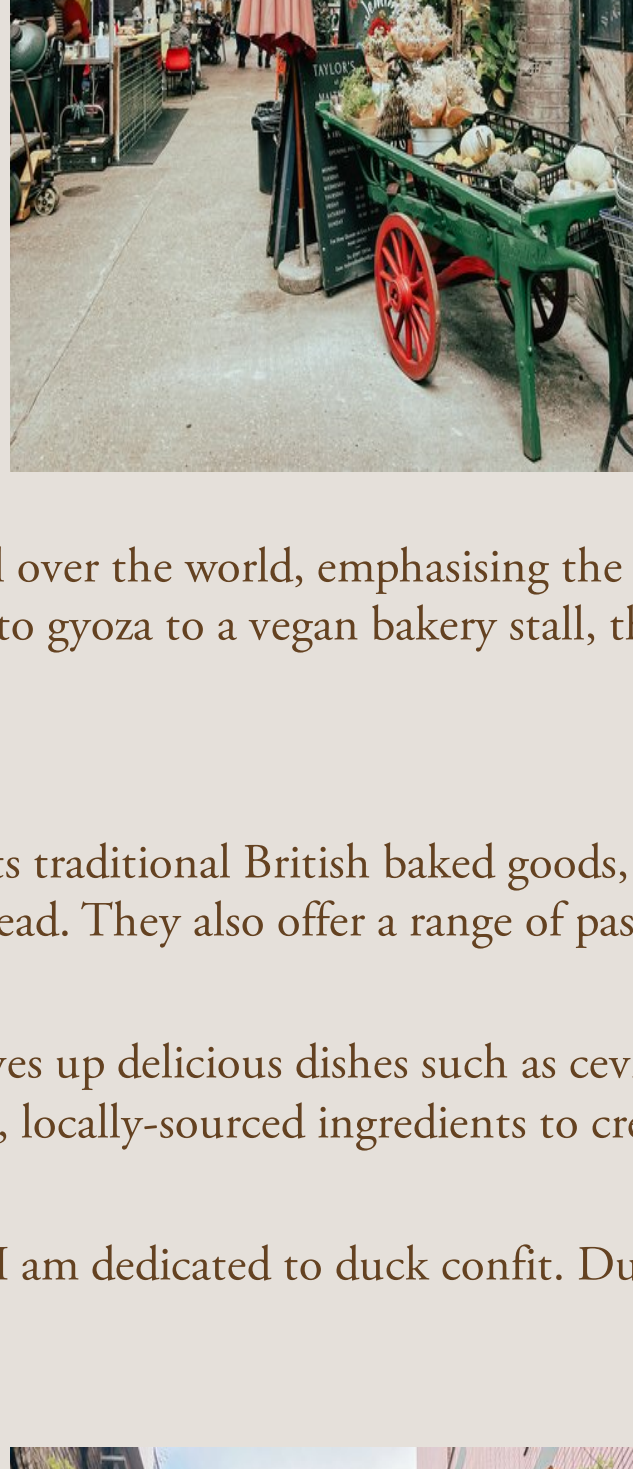 TAYLOR'S
l over the world, emphasising the
to gyoza to a vegan bakery stall, th
ts traditional British baked goods,
ead. They also offer a range of pas
ves up delicious dishes such as cev
, locally-sourced ingredients to cre
I am dedicated to duck confit. Du